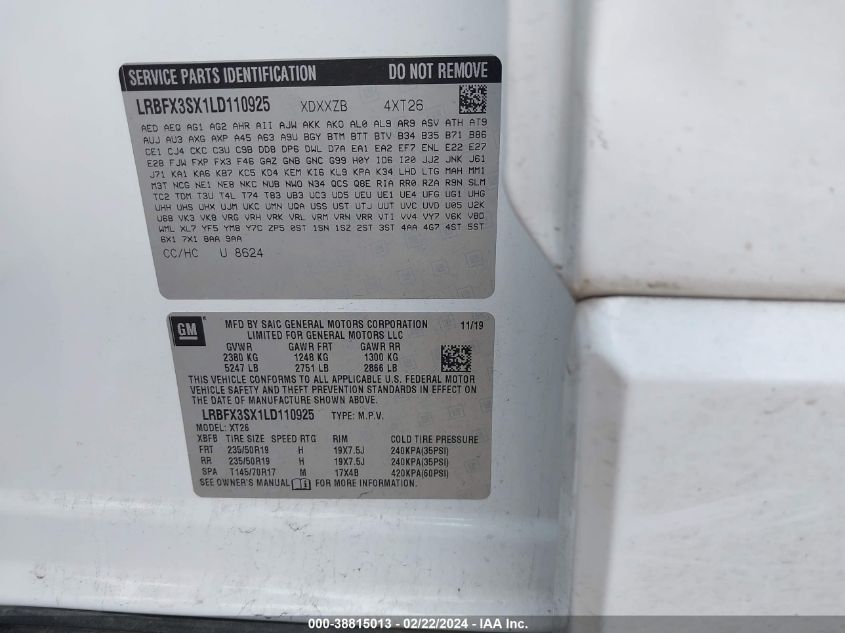 SERVICE PARTS IDENTIFICATION DO NOT REMOVE
LRBFX3SX1LD110925 XDXXZB 4XT26
AED AEQ AG1 AG2 AHR AII AJW AKK AKO AL0 AL9 AR9 ASV ATH AT9
AUJ AU3 AXG AXP A45 A63 A9U BGY BTM BTT BTV B34 B35 B71 B86
CE1 CJ4 CKC C3U C9B DD8 DP6 DWL D7A EA1 EA2 EF7 ENL E22 E27
E28 FJW FXP FX3 F46 GAZ GNB GNC G99 H0Y IO6 I20 JJ2 JNK J61
J71 KA1 KA6 KB7 KC5 KD4 KEM KI6 KL9 KPA K34 LHD LTG MAH MM1
M3T NCG NE1 NE8 NKC NUB NWO N34 QCS Q8E RIA RR0 RZA R9N SLM
TC2 TDM T3U T4L T74 T83 UB3 UC3 UD5 UEU UE1 UE4 UFG UG1 UHG
UHH UHS UHX UJM UKC UMN UQA USS UST UTJ UUT UVC UVD U05 U2K
U6B VK3 VK8 VRG VRH VRK VRL VRM VRN VRR VTI VV4 VY7 V6K V8D
WML XL7 YF5 YM8 Y7C ZP5 0ST 1SN 1SZ 2ST 3ST 4AA 4G7 4ST 5ST
6X1 7X1 8AA 9AA
CC/HC U 8624
GM MFD BY SAIC GENERAL MOTORS CORPORATION 11/19
LIMITED FOR GENERAL MOTORS LLC
GVWR GAWR FRT GAWR RR
2380 KG 1248 KG 1300 KG
5247 LB 2751 LB 2866 LB
THIS VEHICLE CONFORMS TO ALL APPLICABLE U.S. FEDERAL MOTOR
VEHICLE SAFETY AND THEFT PREVENTION STANDARDS IN EFFECT ON
THE DATE OF MANUFACTURE SHOWN ABOVE.
LRBFX3SX1LD110925 TYPE: M.P.V.
MODEL: XT26
XBFB TIRE SIZE SPEED RTG RIM COLD TIRE PRESSURE
FRT 235/50R19 H 19X7.5J 240KPA(35PSI)
RR 235/50R19 H 19X7.5J 240KPA(35PSI)
SPA T145/70R17 M 17X4B 420KPA(60PSI)
SEE OWNER'S MANUAL FOR MORE INFORMATION.
000-38815013 - 02/22/2024 - IAA Inc.